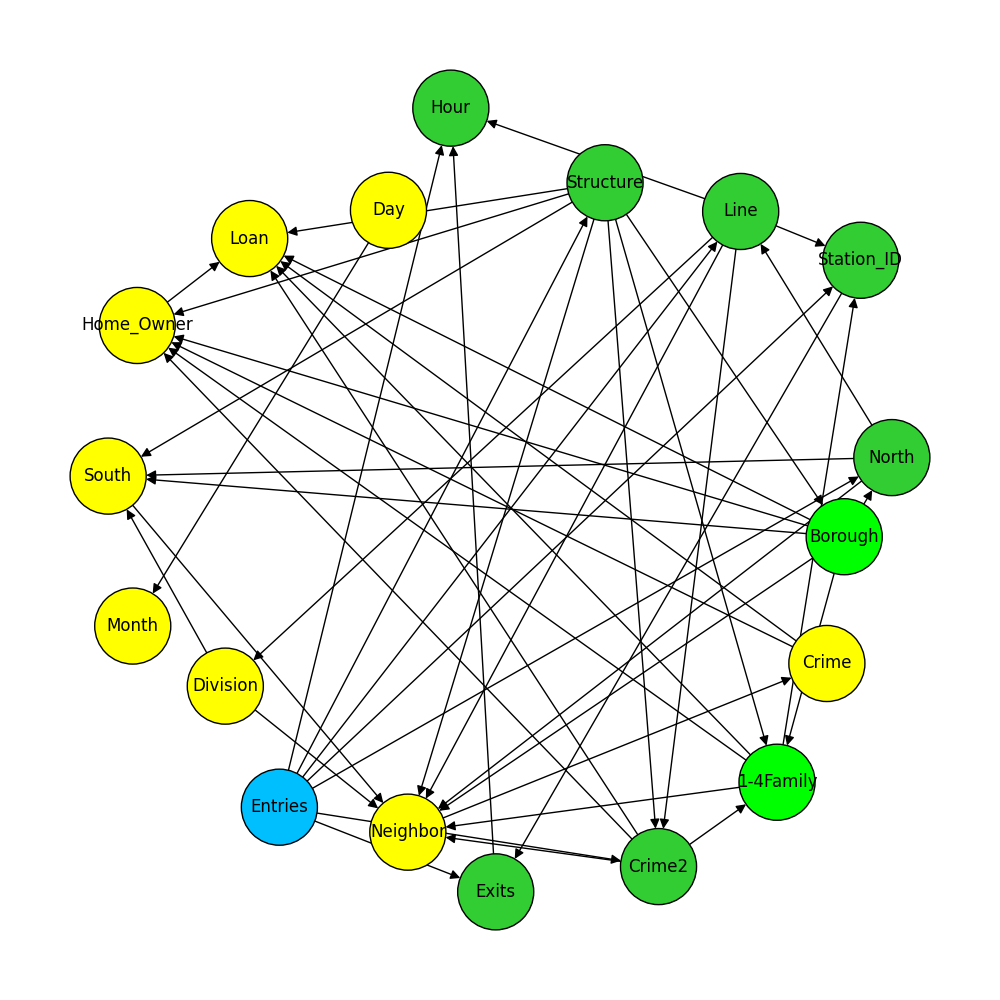 Hour
Structure
Day
Line
Loan
Station_ID
Home_Owner
North
South
Borough
Month
Crime
Division
1-4Family
Entries
Neighbor
Crime2
Exits